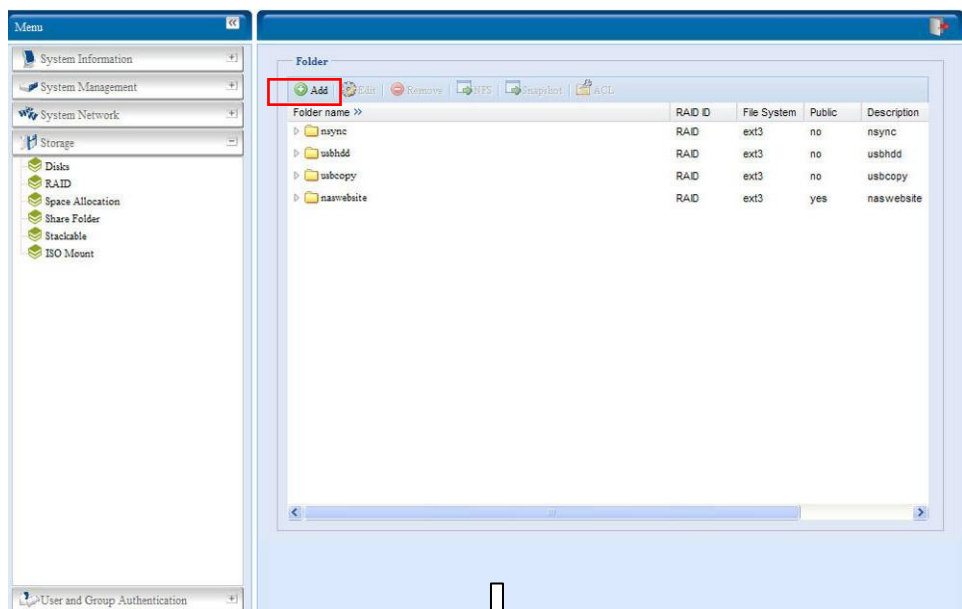 Menu
System Information
System Management
System Network
Storage
Disks
RAID
Space Allocation
Share Folder
Stackable
ISO Mount
User and Group Authentication
Folder
Add Edit Remove NFS Snapshot ACL
Folder name >> RAID ID File System Public Description
nsync RAID ext3 no nsync
usbhdd RAID ext3 no usbhdd
usbcopy RAID ext3 no usbcopy
naswebsite RAID ext3 yes naswebsite